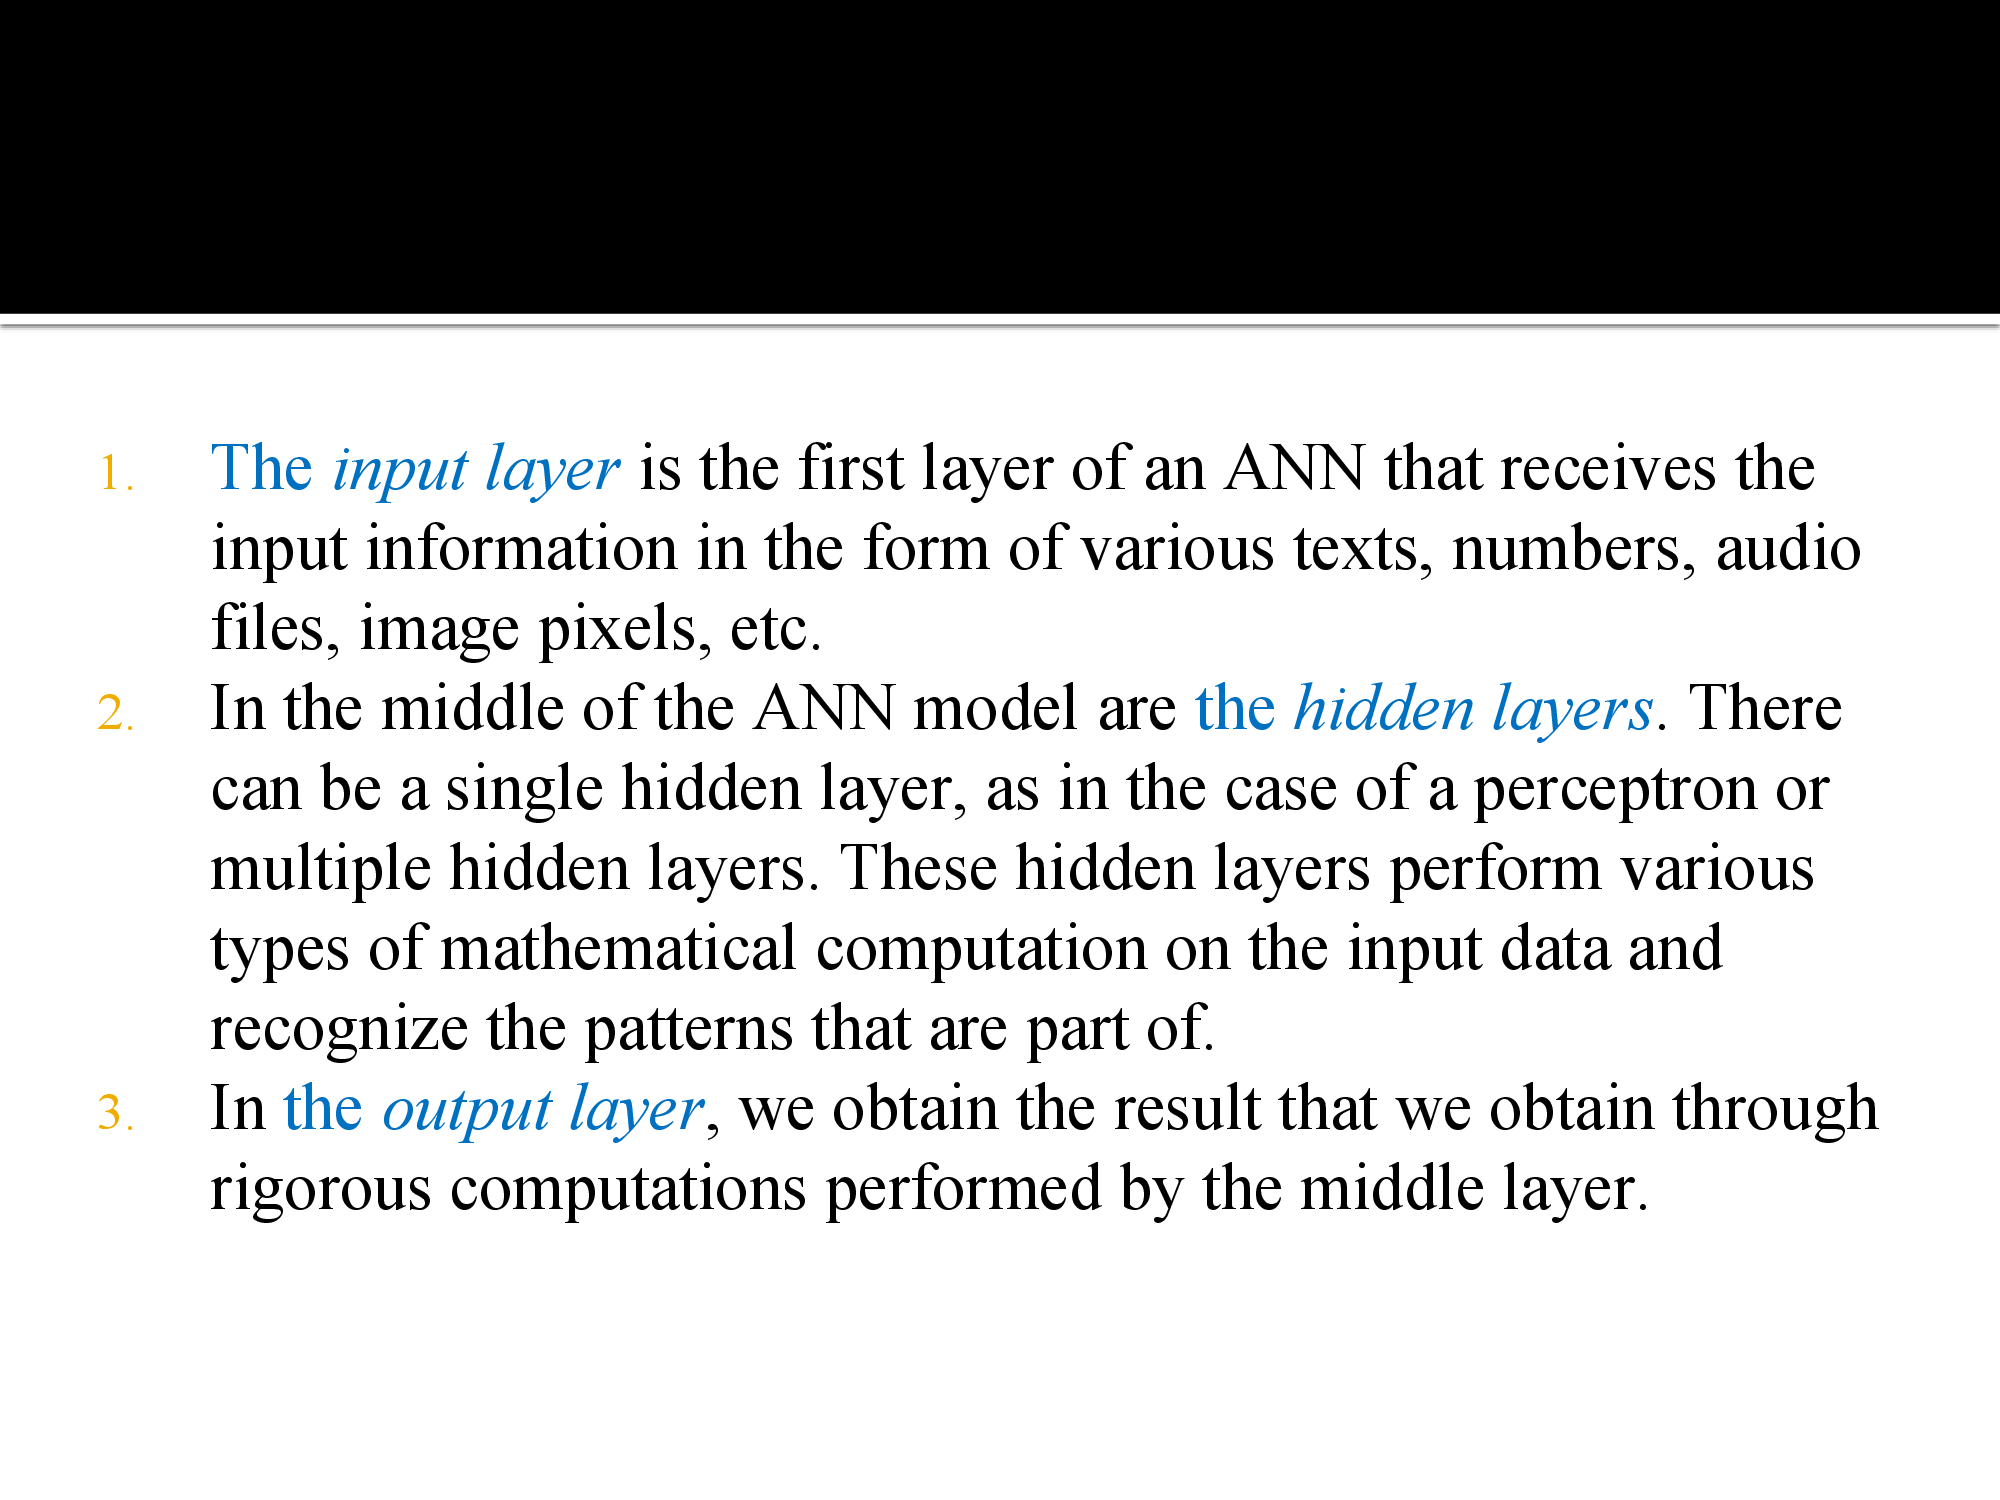 1. The input layer is the first layer of an ANN that receives the
input information in the form of various texts, numbers, audio
files, image pixels, etc.
2. In the middle of the ANN model are the hidden layers. There
can be a single hidden layer, as in the case of a perceptron or
multiple hidden layers. These hidden layers perform various
types of mathematical computation on the input data and
recognize the patterns that are part of.
3. In the output layer, we obtain the result that we obtain through
rigorous computations performed by the middle layer.